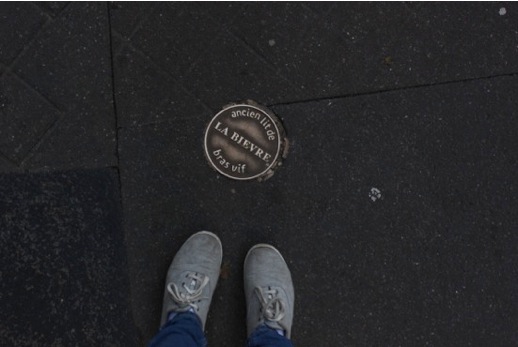 ancien lit de
LA BIEVRE
bras vif